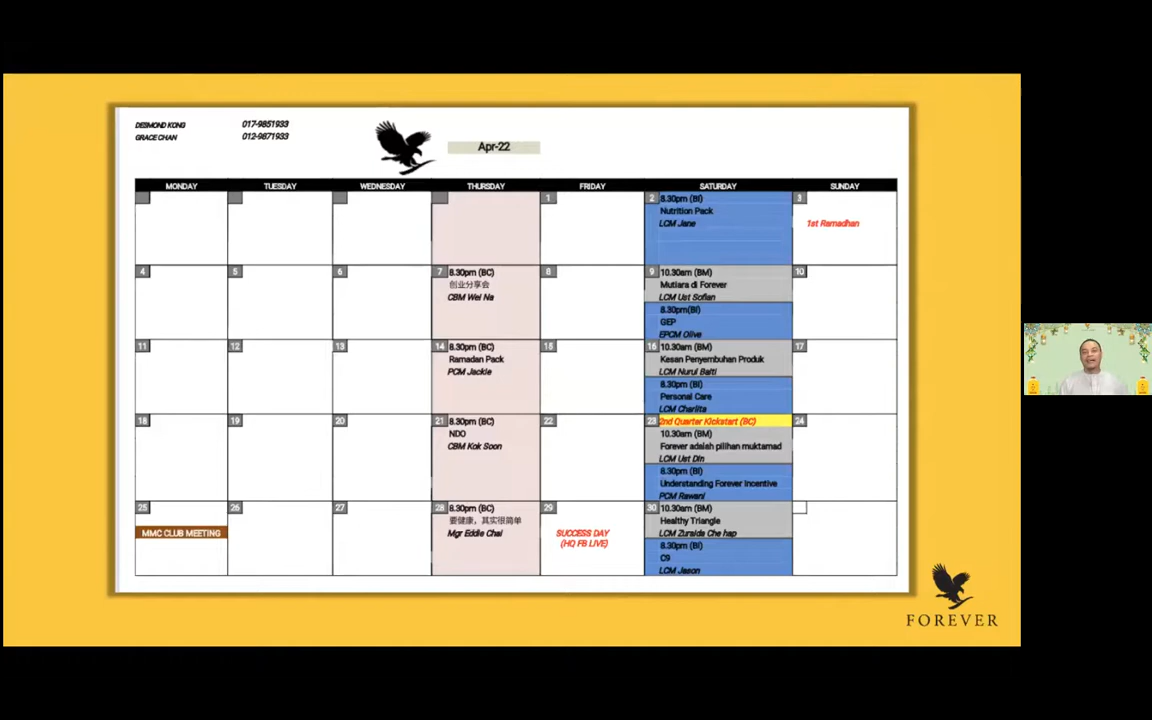 DESMOND KONG 017-9851933
GRACE CHAN 012-9871933
Apr-22
MONDAY TUESDAY WEDNESDAY THURSDAY FRIDAY SATURDAY SUNDAY
1
2 8.30pm (BI)
Nutrition Pack
LCM Jane
3
1st Ramadhan
4
5
6
7 8.30pm (BC)
创业分享会
CBM Wei Na
8
9 10.30am (BM)
Mutiara di Forever
LCM Ust Sofian
8.30pm(BI)
GEP
EPCM Olive
10
11
12
13
14 8.30pm (BC)
Ramadan Pack
PCM Jackie
15
16 10.30am (BM)
Kesan Penyembuhan Produk
LCM Nurul Baiti
8.30pm (BI)
Personal Care
LCM Charlita
17
18
19
20
21 8.30pm (BC)
NDO
CBM Kok Soon
22
23 2nd Quarter Kickstart (BC)
10.30am (BM)
Forever adalah pilihan muktamad
LCM Ust Din
8.30pm (BI)
Understanding Forever Incentive
PCM Rawani
24
25
MMC CLUB MEETING
26
27
28 8.30pm (BC)
要健康，其实很简单
Mgr Eddie Chai
29
SUCCESS DAY
(HQ FB LIVE)
30 10.30am (BM)
Healthy Triangle
LCM Zuraida Che hap
8.30pm (BI)
C9
LCM Jason
FOREVER